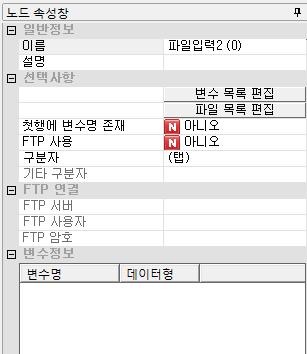 노드 속성창
일반정보
이름 파일입력2 (0)
설명
선택사항
변수 목록 편집
파일 목록 편집
첫행에 변수명 존재 N 아니오
FTP 사용 N 아니오
구분자 (탭)
기타 구분자
FTP 연결
FTP 서버
FTP 사용자
FTP 암호
변수정보
변수명 데이터형